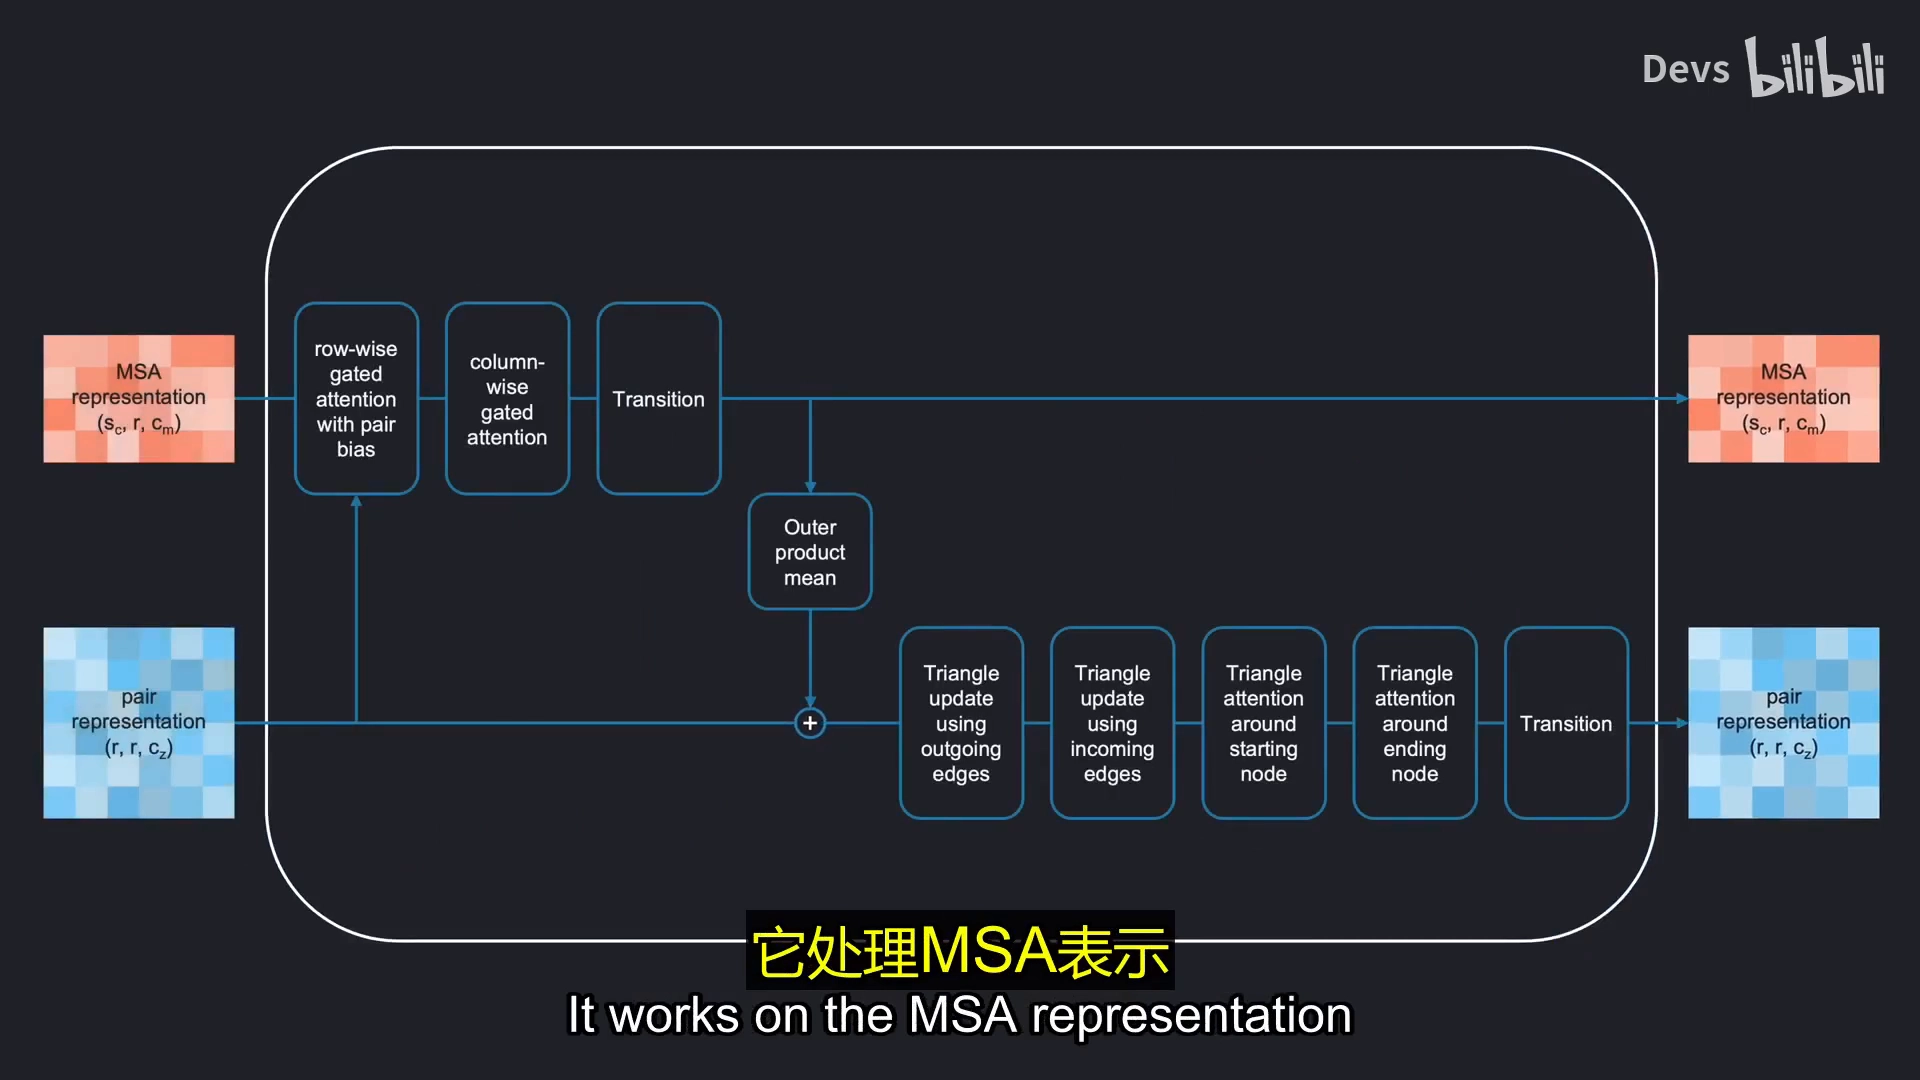 Devs bilibili
MSA
representation
(sc, r, cm)
row-wise
gated
attention
with pair
bias
column-
wise
gated
attention
Transition
MSA
representation
(sc, r, cm)
Outer
product
mean
pair
representation
(r, r, cz)
+
Triangle
update
using
outgoing
edges
Triangle
update
using
incoming
edges
Triangle
attention
around
starting
node
Triangle
attention
around
ending
node
Transition
pair
representation
(r, r, cz)
它处理MSA表示
It works on the MSA representation